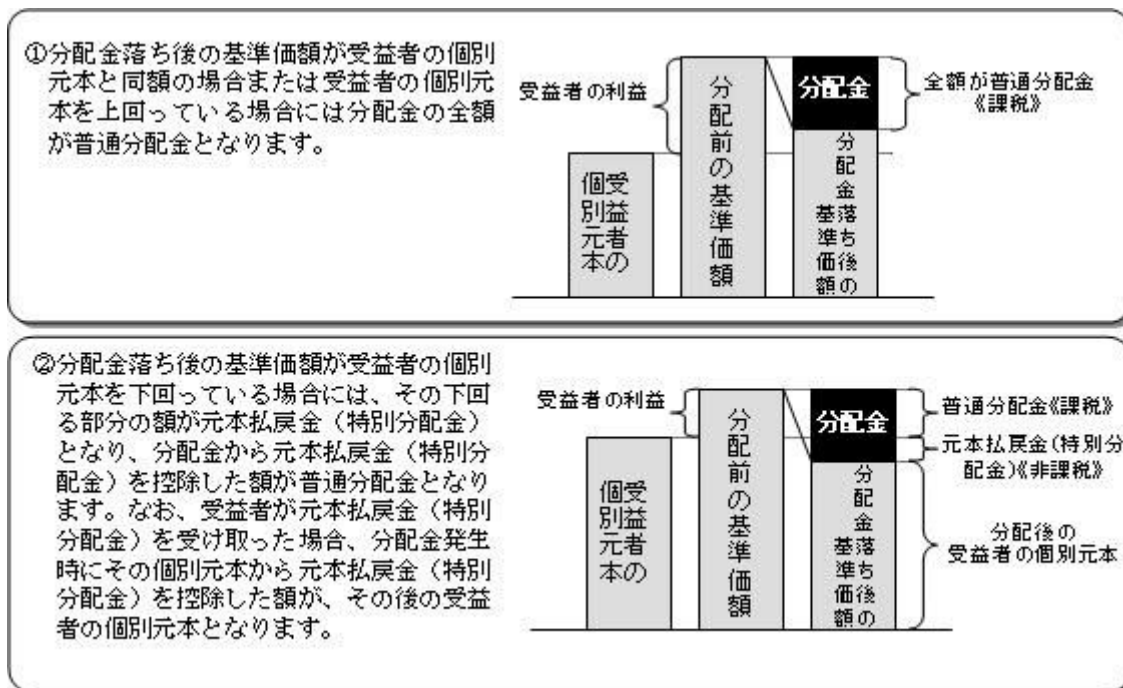 ①分配金落ち後の基準価額が受益者の個別
元本と同額の場合または受益者の個別元
本を上回っている場合には分配金の全額
が普通分配金となります。
受益者の利益
受益者の
個別元本
分配前の基準価額
分配金
分配金落ち後の
基準価額
全額が普通分配金
《課税》
②分配金落ち後の基準価額が受益者の個別
元本を下回っている場合には、その下回
る部分の額が元本払戻金（特別分配金）
となり、分配金から元本払戻金（特別分
配金）を控除した額が普通分配金となり
ます。なお、受益者が元本払戻金（特別
分配金）を受け取った場合、分配金発生
時にその個別元本から元本払戻金（特別
分配金）を控除した額が、その後の受益
者の個別元本となります。
受益者の利益
受益者の
個別元本
分配前の基準価額
分配金
分配金落ち後の
基準価額
普通分配金《課税》
元本払戻金(特別分
配金)《非課税》
分配後の
受益者の個別元本